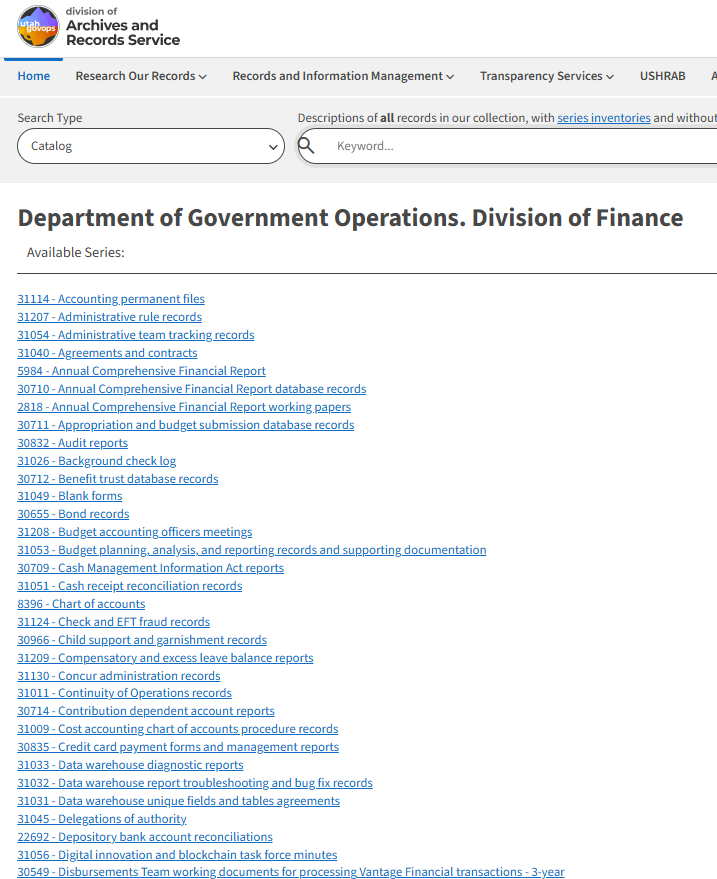 utah
govops
division of
Archives and
Records Service
Home Research Our Records Records and Information Management Transparency Services USHRAB A
Search Type
Descriptions of all records in our collection, with series inventories and without
Catalog
Keyword...
Department of Government Operations. Division of Finance
Available Series:
31114 - Accounting permanent files
31207 - Administrative rule records
31054 - Administrative team tracking records
31040 - Agreements and contracts
5984 - Annual Comprehensive Financial Report
30710 - Annual Comprehensive Financial Report database records
2818 - Annual Comprehensive Financial Report working papers
30711 - Appropriation and budget submission database records
30832 - Audit reports
31026 - Background check log
30712 - Benefit trust database records
31049 - Blank forms
30655 - Bond records
31208 - Budget accounting officers meetings
31053 - Budget planning, analysis, and reporting records and supporting documentation
30709 - Cash Management Information Act reports
31051 - Cash receipt reconciliation records
8396 - Chart of accounts
31124 - Check and EFT fraud records
30966 - Child support and garnishment records
31209 - Compensatory and excess leave balance reports
31130 - Concur administration records
31011 - Continuity of Operations records
30714 - Contribution dependent account reports
31009 - Cost accounting chart of accounts procedure records
30835 - Credit card payment forms and management reports
31033 - Data warehouse diagnostic reports
31032 - Data warehouse report troubleshooting and bug fix records
31031 - Data warehouse unique fields and tables agreements
31045 - Delegations of authority
22692 - Depository bank account reconciliations
31056 - Digital innovation and blockchain task force minutes
30549 - Disbursements Team working documents for processing Vantage Financial transactions - 3-year